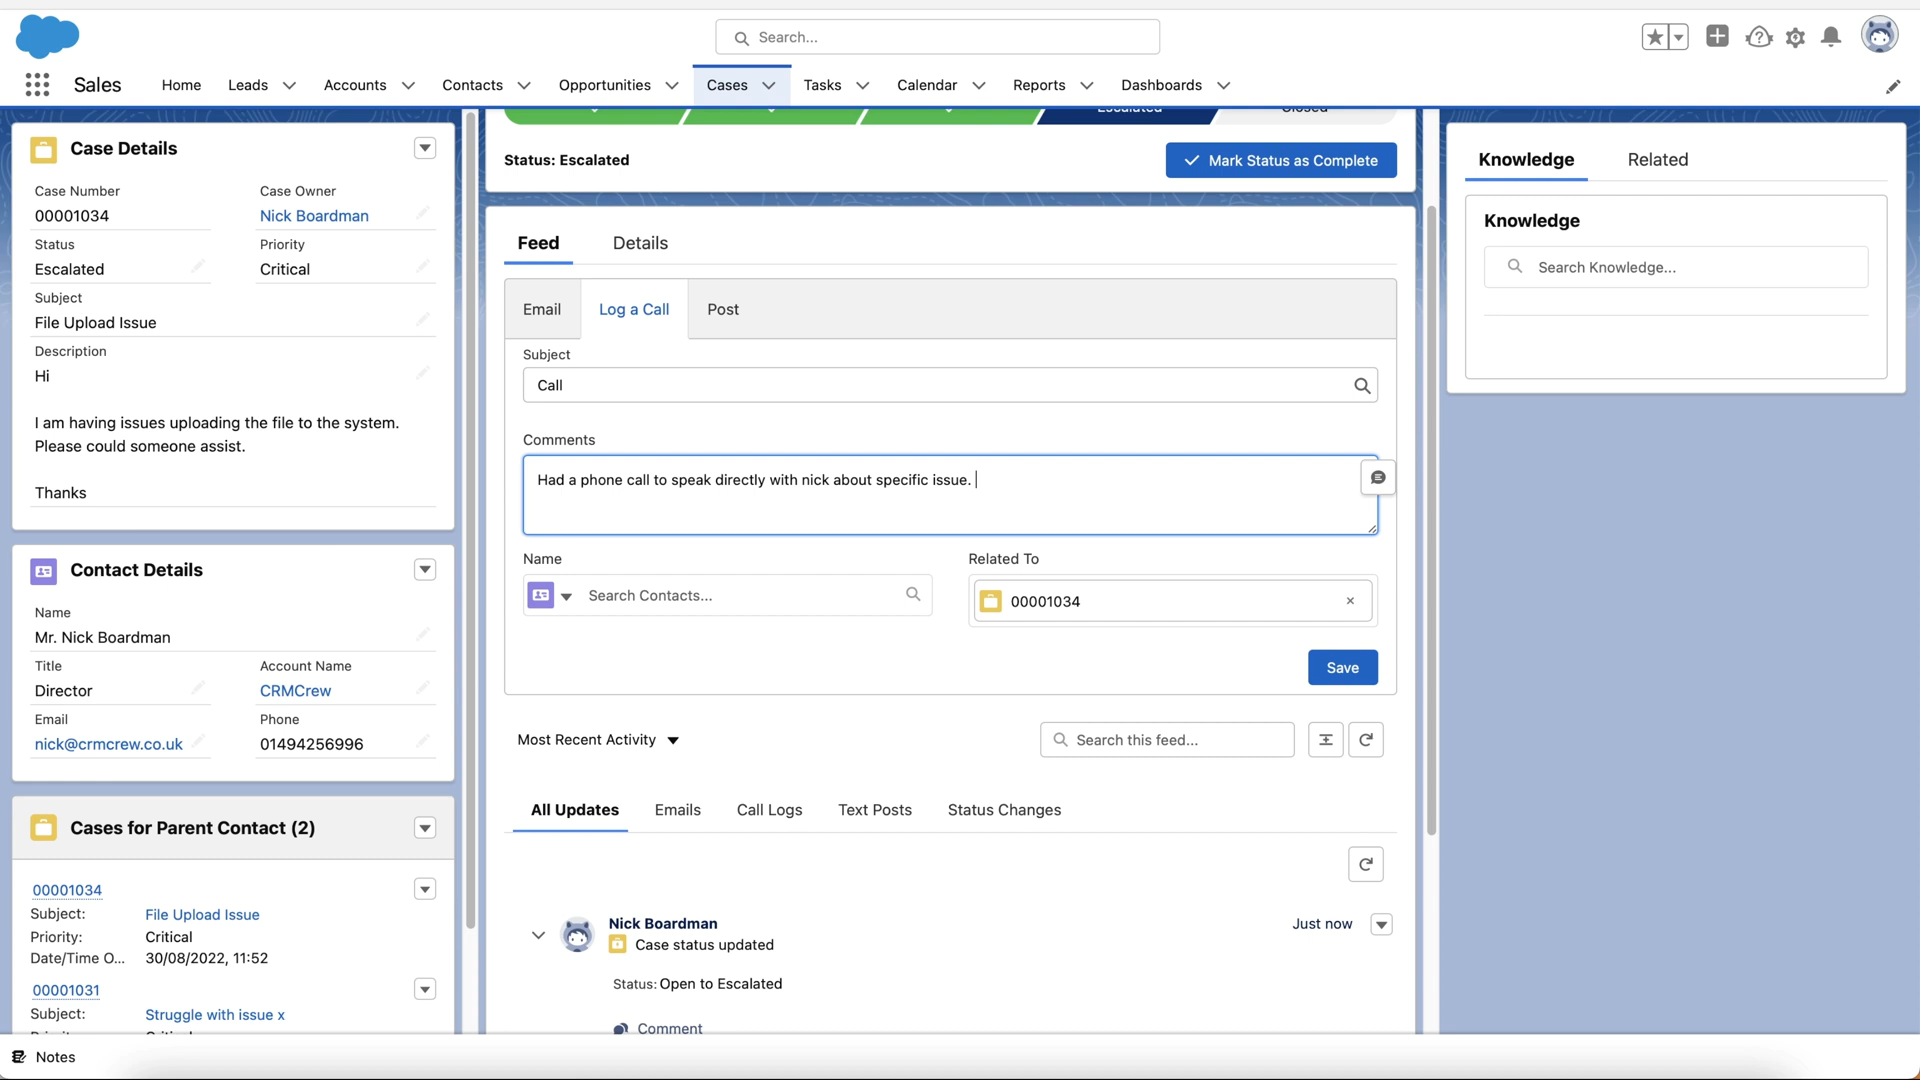 Search...
Sales
Home
Leads
Accounts
Contacts
Opportunities
Cases
Tasks
Calendar
Reports
Dashboards
Case Details
Case Number
Case Owner
00001034
Nick Boardman
Status
Priority
Escalated
Critical
Subject
File Upload Issue
Description
Hi
I am having issues uploading the file to the system.
Please could someone assist.
Thanks
Contact Details
Name
Mr. Nick Boardman
Title
Account Name
Director
CRMCrew
Email
Phone
nick@crmcrew.co.uk
01494256996
Cases for Parent Contact (2)
00001034
Subject:
File Upload Issue
Priority:
Critical
Date/Time O...
30/08/2022, 11:52
00001031
Subject:
Struggle with issue x
Priority:
Critical
Notes
Escalated
Closed
Status: Escalated
Mark Status as Complete
Feed
Details
Email
Log a Call
Post
Subject
Call
Comments
Had a phone call to speak directly with nick about specific issue.
Name
Related To
Search Contacts...
00001034
Save
Most Recent Activity
Search this feed...
All Updates
Emails
Call Logs
Text Posts
Status Changes
Nick Boardman
Just now
Case status updated
Status: Open to Escalated
Comment
Knowledge
Related
Knowledge
Search Knowledge...